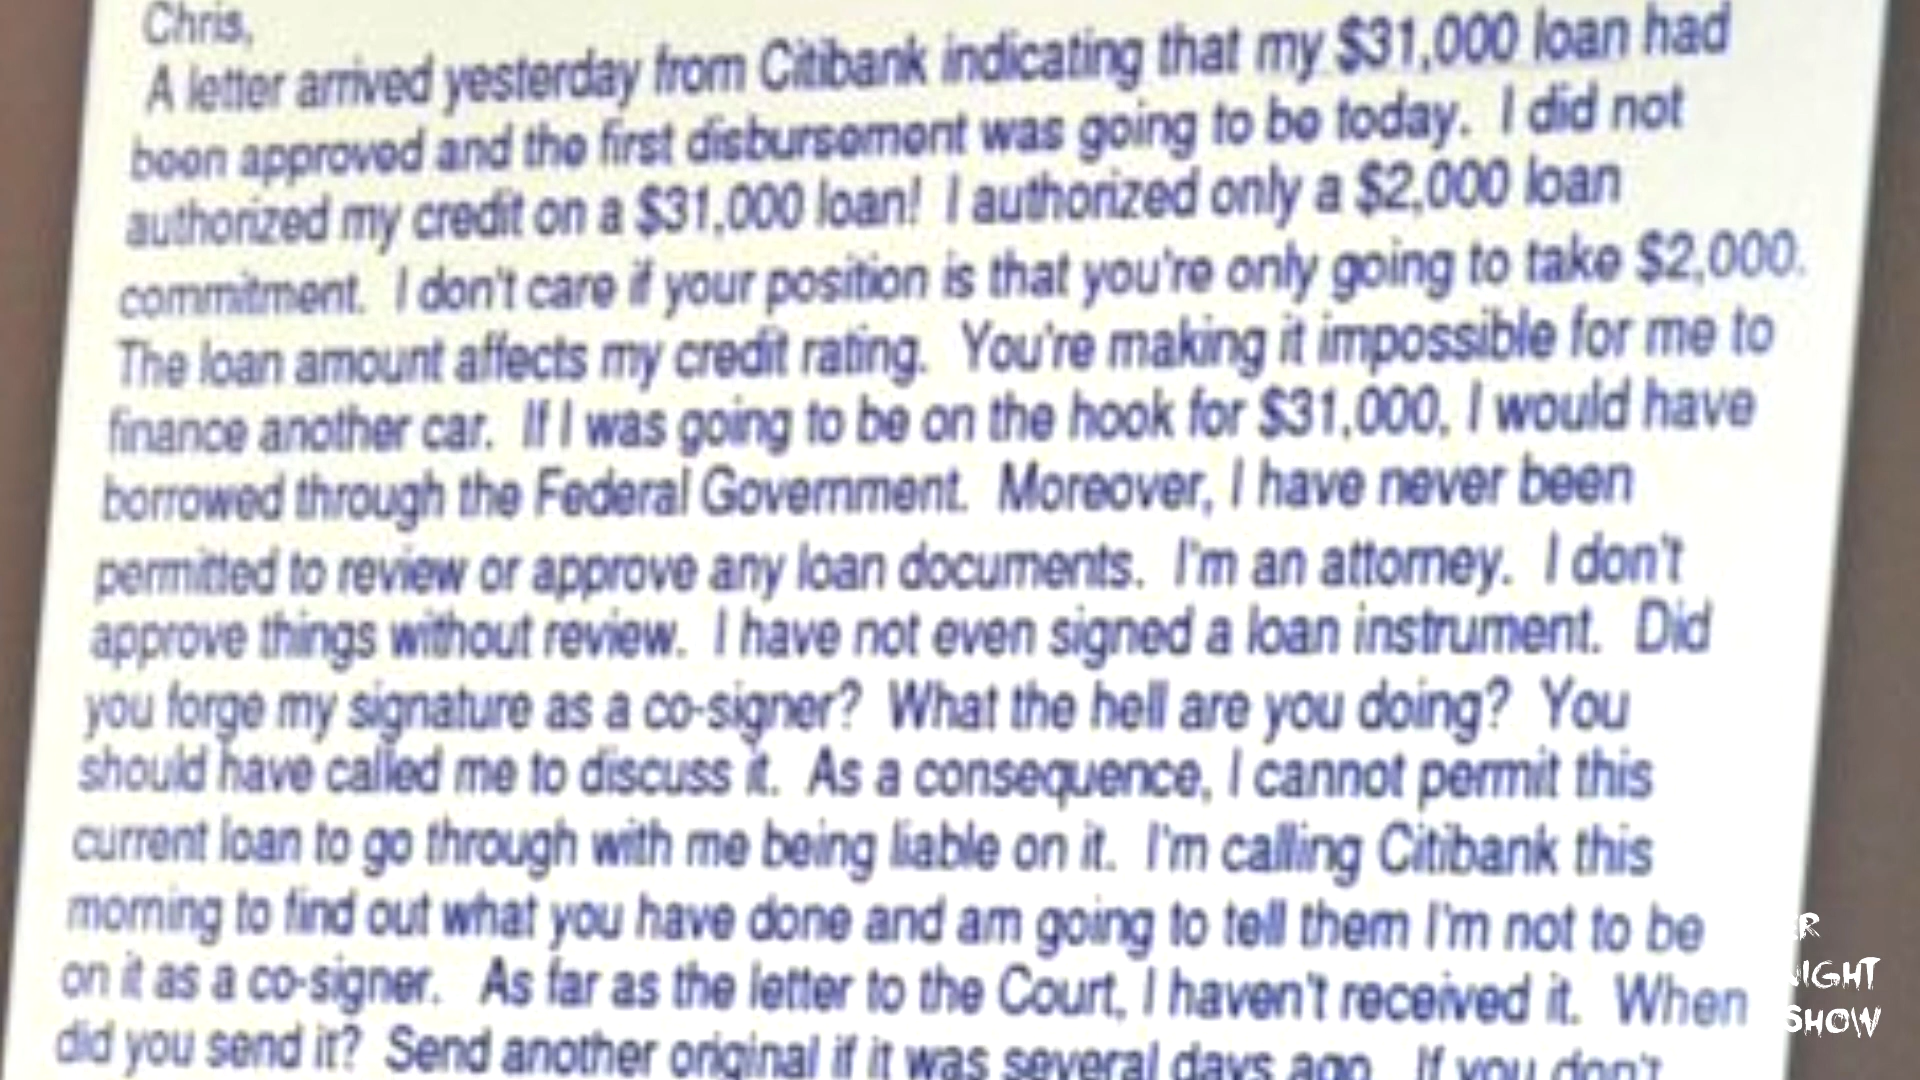 Chris,
A letter arrived yesterday from Citibank indicating that my $31,000 loan had
been approved and the first disbursement was going to be today. I did not
authorized my credit on a $31,000 loan! I authorized only a $2,000 loan
commitment. I don't care if your position is that you're only going to take $2,000.
The loan amount affects my credit rating. You're making it impossible for me to
finance another car. If I was going to be on the hook for $31,000, I would have
borrowed through the Federal Government. Moreover, I have never been
permitted to review or approve any loan documents. I'm an attorney. I don't
approve things without review. I have not even signed a loan instrument. Did
you forge my signature as a co-signer? What the hell are you doing? You
should have called me to discuss it. As a consequence, I cannot permit this
current loan to go through with me being liable on it. I'm calling Citibank this
morning to find out what you have done and am going to tell them I'm not to be
on it as a co-signer. As far as the letter to the Court, I haven't received it. When
did you send it? Send another original if it was several days ago. If you don't
SHOW